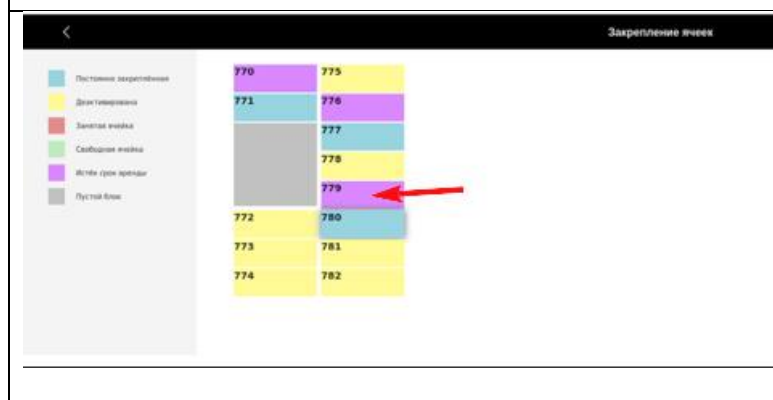 Закрепление ячеек
Постоянно закреплённая
Деактивирована
Занятая ячейка
Свободная ячейка
Истёк срок аренды
Пустой блок
770 775
771 776
777
778
779
772 780
773 781
774 782